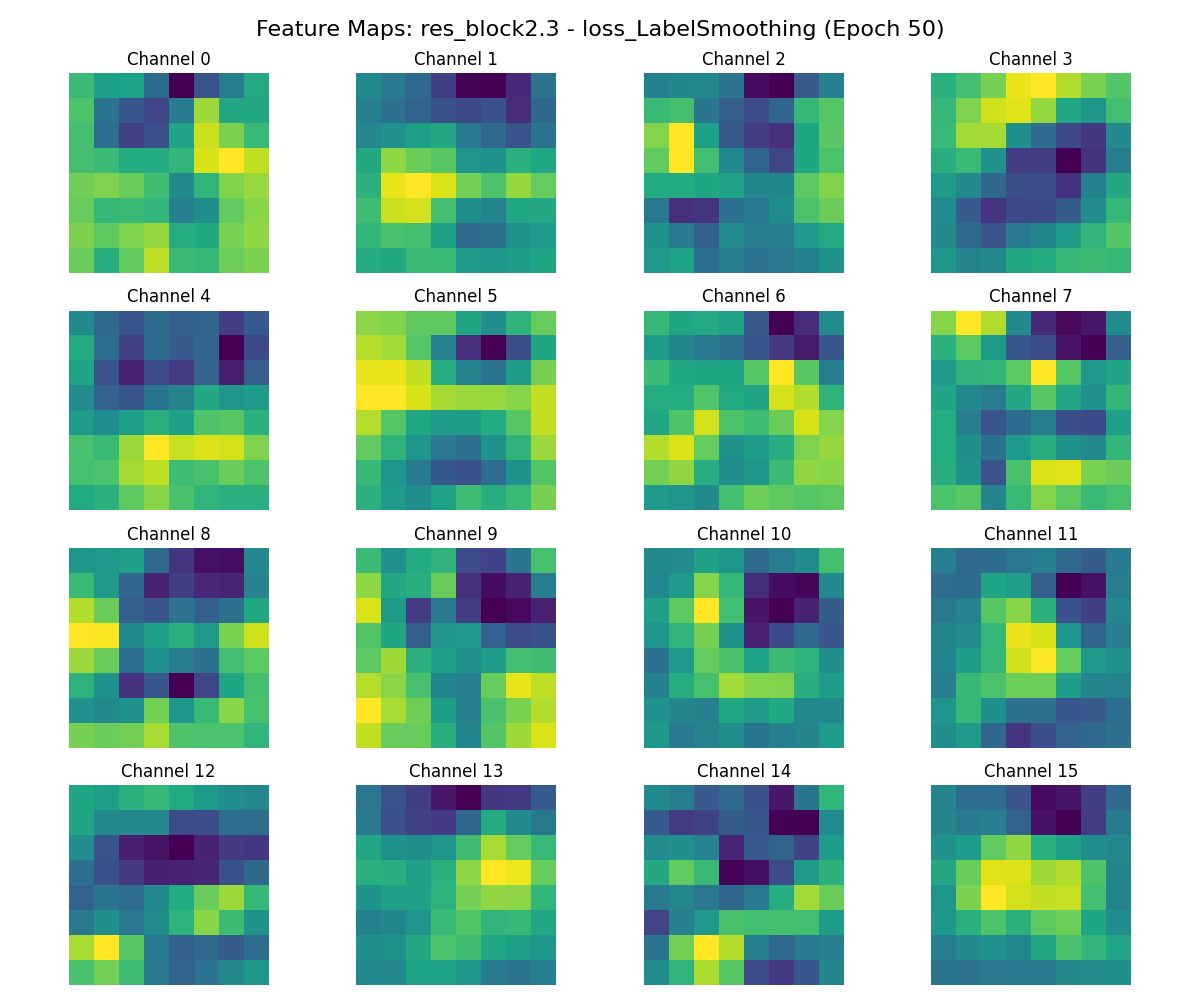 Feature Maps: res_block2.3 - loss_LabelSmoothing (Epoch 50)
Channel 0
Channel 1
Channel 2
Channel 3
Channel 4
Channel 5
Channel 6
Channel 7
Channel 8
Channel 9
Channel 10
Channel 11
Channel 12
Channel 13
Channel 14
Channel 15